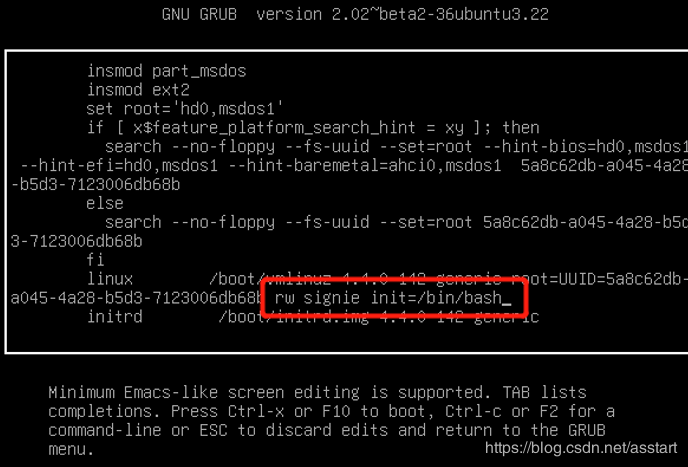 GNU GRUB  version 2.02~beta2-36ubuntu3.22
insmod part_msdos
insmod ext2
set root='hd0,msdos1'
if [ x$feature_platform_search_hint = xy ]; then
search --no-floppy --fs-uuid --set=root --hint-bios=hd0,msdos1
--hint-efi=hd0,msdos1 --hint-baremetal=ahci0,msdos1  5a8c62db-a045-4a28
-b5d3-7123006db68b
else
search --no-floppy --fs-uuid --set=root 5a8c62db-a045-4a28-b5d
3-7123006db68b
fi
linux /boot/vmlinuz-4.4.0-142-generic root=UUID=5a8c62db-
a045-4a28-b5d3-7123006db68b rw signie init=/bin/bash_
initrd /boot/initrd.img-4.4.0-142-generic
Minimum Emacs-like screen editing is supported. TAB lists
completions. Press Ctrl-x or F10 to boot, Ctrl-c or F2 for a
command-line or ESC to discard edits and return to the GRUB
menu.
https://blog.csdn.net/asstart